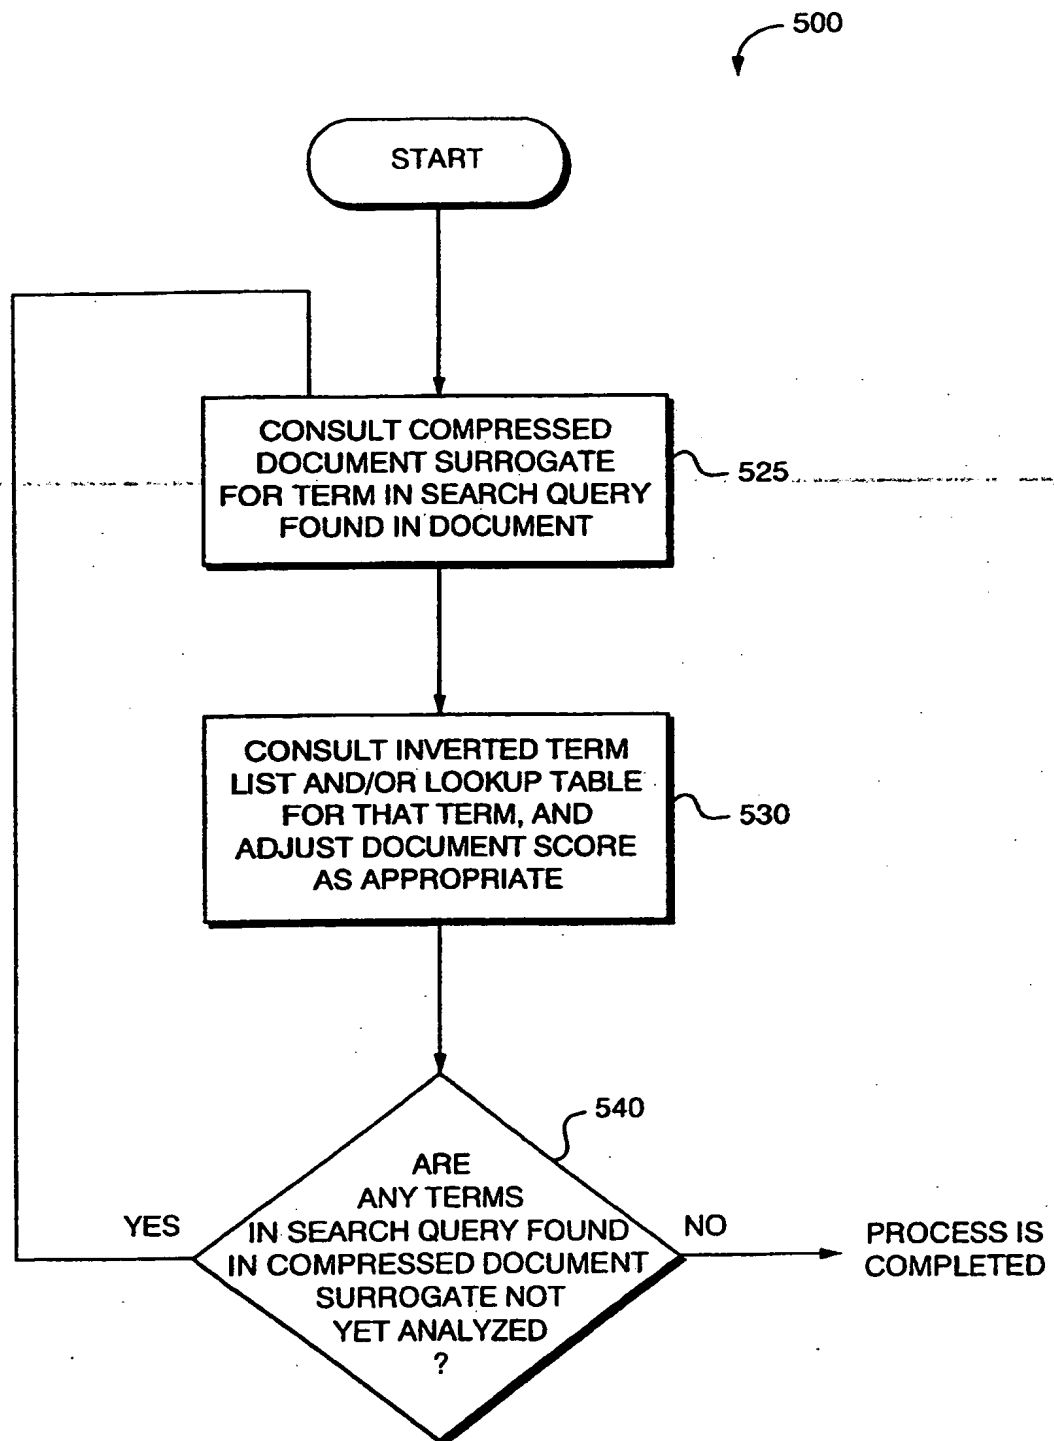 500
START
CONSULT COMPRESSED
DOCUMENT SURROGATE
FOR TERM IN SEARCH QUERY
FOUND IN DOCUMENT
525
CONSULT INVERTED TERM
LIST AND/OR LOOKUP TABLE
FOR THAT TERM, AND
ADJUST DOCUMENT SCORE
AS APPROPRIATE
530
540
ARE
ANY TERMS
IN SEARCH QUERY FOUND
IN COMPRESSED DOCUMENT
SURROGATE NOT
YET ANALYZED
?
YES
NO
PROCESS IS
COMPLETED